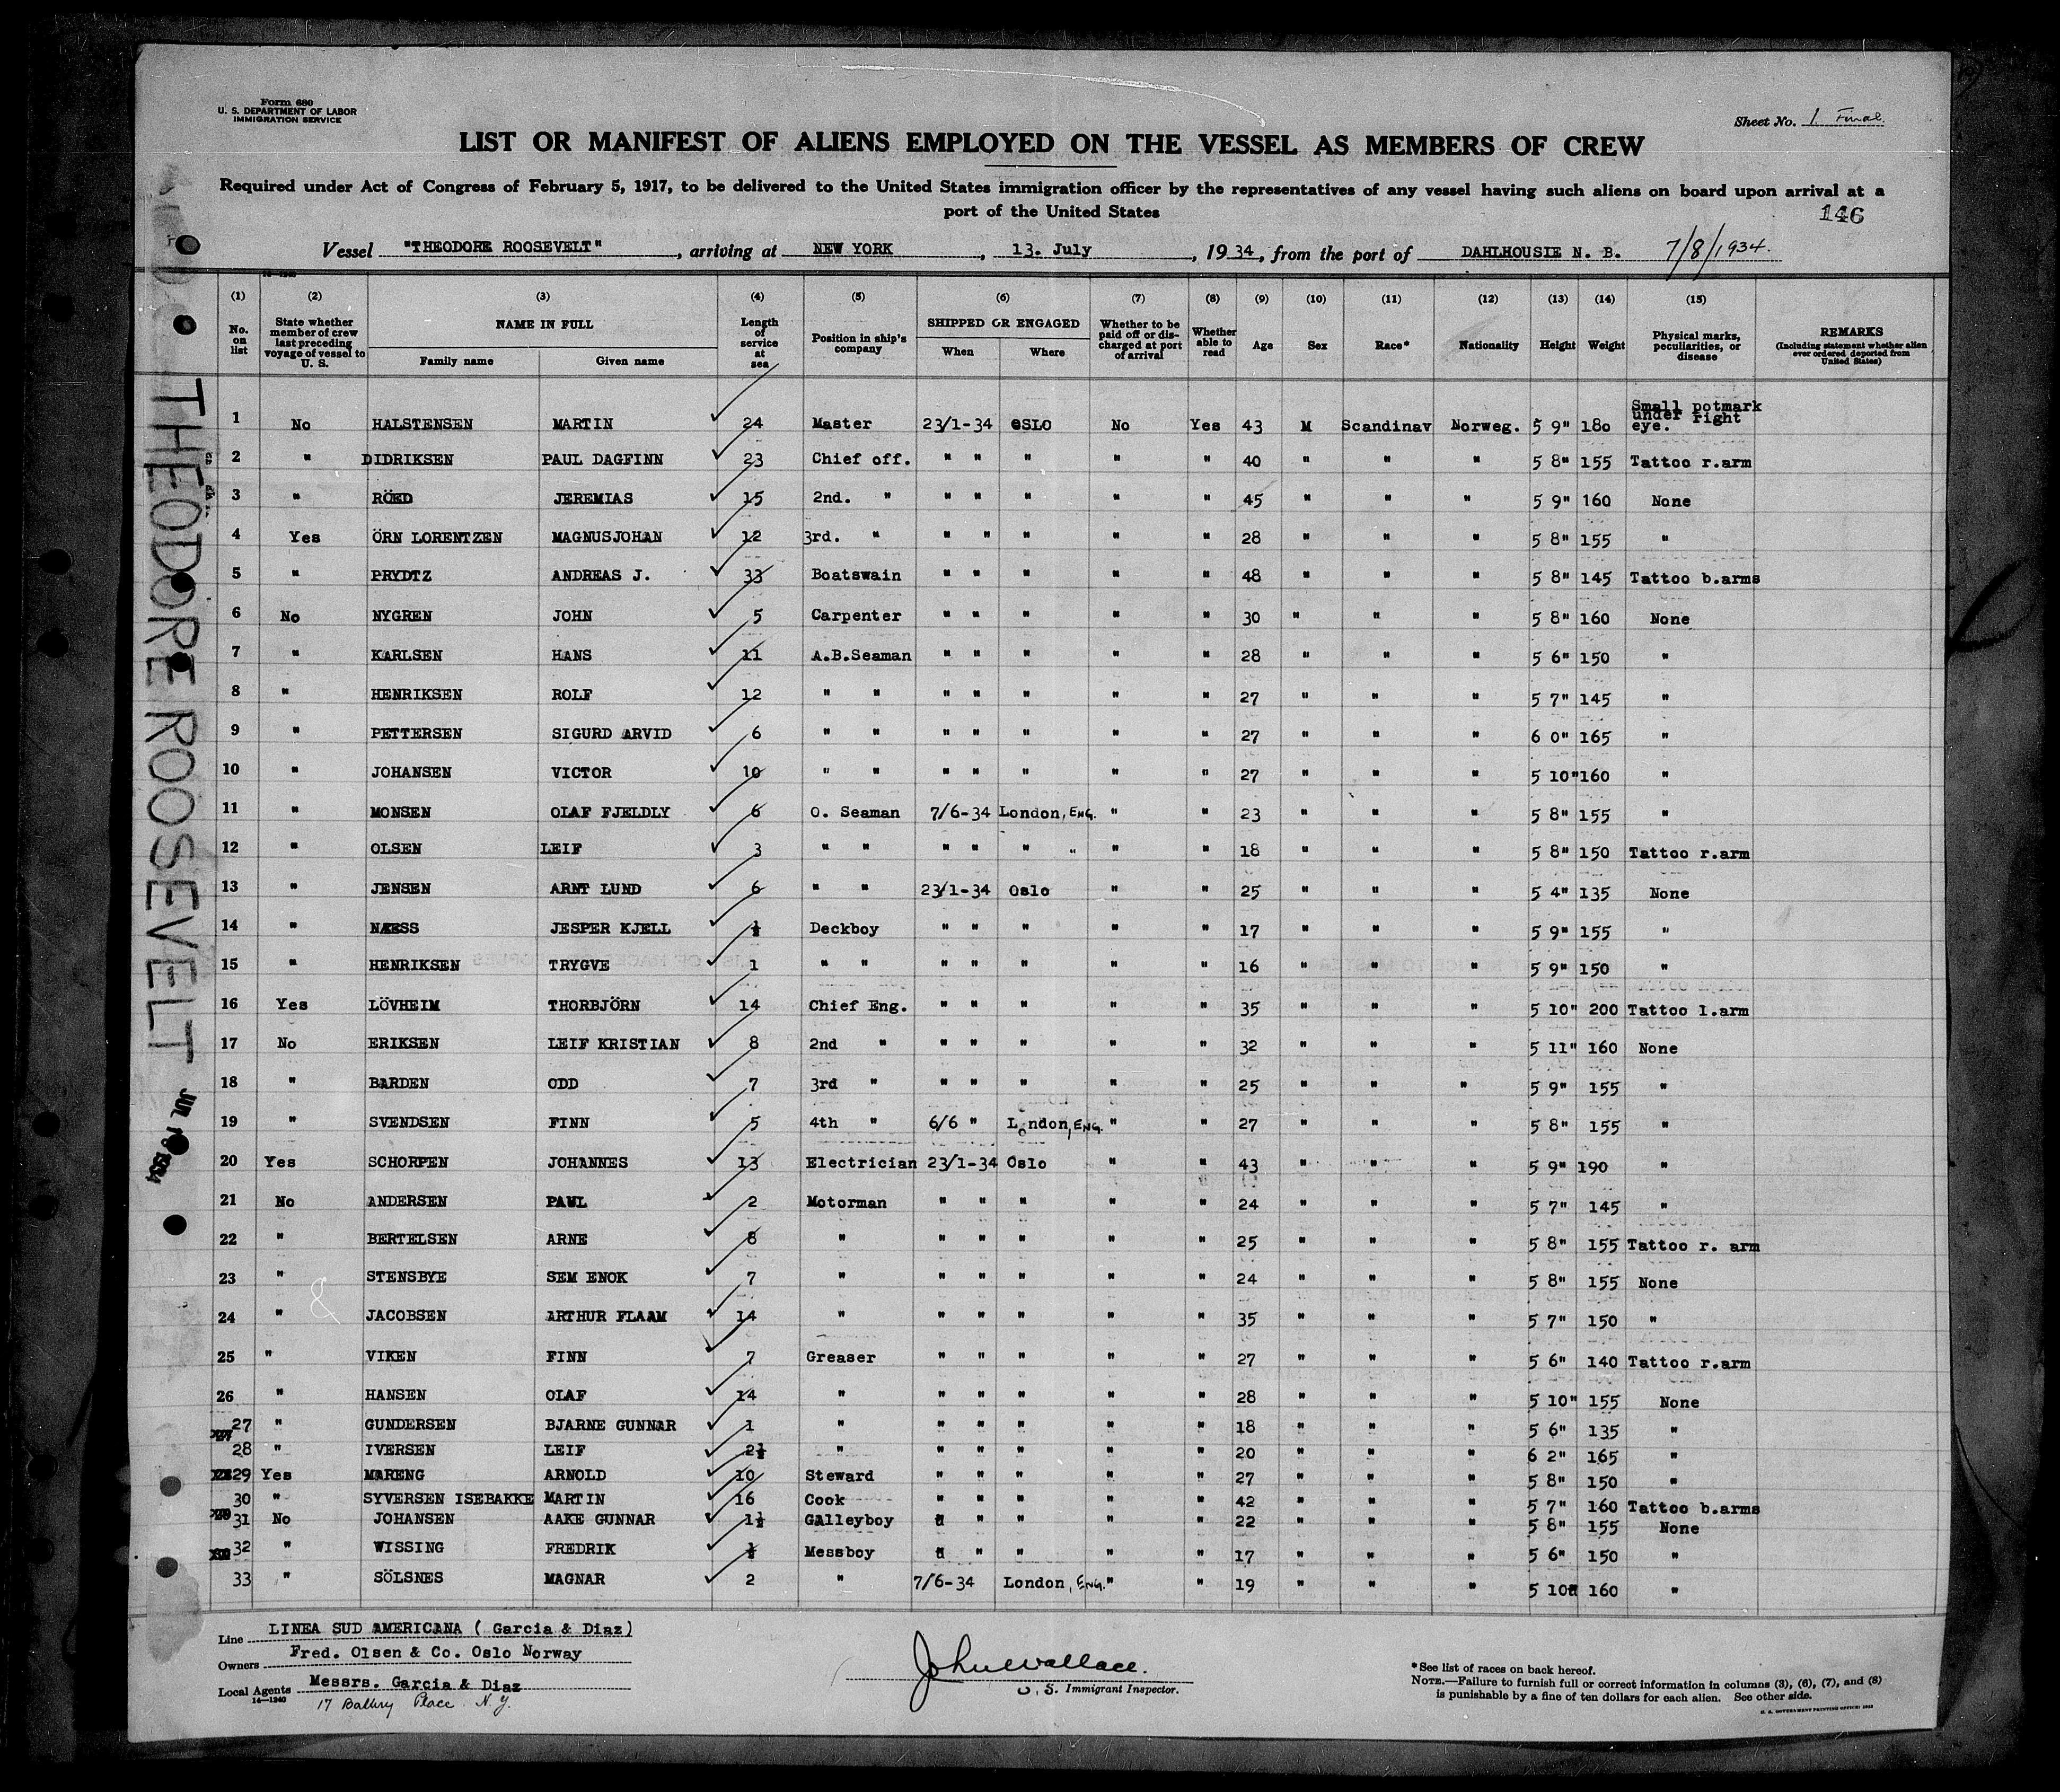 Form 680
U. S. DEPARTMENT OF LABOR
IMMIGRATION SERVICE
Sheet No. 1 Final
LIST OR MANIFEST OF ALIENS EMPLOYED ON THE VESSEL AS MEMBERS OF CREW
Required under Act of Congress of February 5, 1917, to be delivered to the United States immigration officer by the representatives of any vessel having such aliens on board upon arrival at a
port of the United States
146
Vessel "THEODORE ROOSEVELT", arriving at NEW YORK, 13. July, 1934, from the port of DAHLHOUSIE N. B. 7/8/1934.
(1) (2) (3) (4) (5) (6) (7) (8) (9) (10) (11) (12) (13) (14) (15)
No. on list | State whether member of crew last preceding voyage of vessel to U. S. | NAME IN FULL Family name Given name | Length of service at sea | Position in ship's company | SHIPPED OR ENGAGED When Where | Whether to be paid off or discharged at port of arrival | Whether able to read | Age | Sex | Race* | Nationality | Height | Weight | Physical marks, peculiarities, or disease | REMARKS (Including statement whether alien ever ordered deported from United States)
1 No HALSTENSEN MARTIN 24 Master 23/1-34 OSLO No Yes 43 M Scandinav Norweg. 5 9" 180 Small potmark under right eye.
2 " DIDRIKSEN PAUL DAGFINN 23 Chief off. " " " " " 40 " " " 5 8" 155 Tattoo r.arm
3 " RÖED JEREMIAS 15 2nd. " " " " " " 45 " " " 5 9" 160 None
4 Yes ÖRN LORENTZEN MAGNUSJOHAN 12 3rd. " " " " " " 28 " " " 5 8" 155 "
5 " PRYDTZ ANDREAS J. 33 Boatswain " " " " " 48 " " " 5 8" 145 Tattoo b.arms
6 No NYGREN JOHN 5 Carpenter " " " " " 30 " " " 5 8" 160 None
7 " KARLSEN HANS 11 A.B.Seaman " " " " " 28 " " " 5 6" 150 "
8 " HENRIKSEN ROLF 12 " " " " " " " 27 " " " 5 7" 145 "
9 " PETTERSEN SIGURD ARVID 6 " " " " " " " 27 " " " 6 0" 165 "
10 " JOHANSEN VICTOR 10 " " " " " " " 27 " " " 5 10" 160 "
11 " MONSEN OLAF FJELDLY 6 O. Seaman 7/6-34 London, ENG. " " 23 " " " 5 8" 155 "
12 " OLSEN LEIF 3 " " " " " " " " 18 " " " 5 8" 150 Tattoo r.arm
13 " JENSEN ARNT LUND 6 " " 23/1-34 Oslo " " 25 " " " 5 4" 135 None
14 " NÆSS JESPER KJELL ½ Deckboy " " " " " 17 " " " 5 9" 155 "
15 " HENRIKSEN TRYGVE 1 " " " " " " " 16 " " " 5 9" 150 "
16 Yes LÖVHEIM THORBJÖRN 14 Chief Eng. " " " " " 35 " " " 5 10" 200 Tattoo l.arm
17 No ERIKSEN LEIF KRISTIAN 8 2nd " " " " " " 32 " " " 5 11" 160 None
18 " BARDEN ODD 7 3rd " " " " " " 25 " " " 5 9" 155 "
19 " SVENDSEN FINN 5 4th " 6/6 " London, ENG. " " 27 " " " 5 8" 155 "
20 Yes SCHORPEN JOHANNES 13 Electrician 23/1-34 Oslo " " 43 " " " 5 9" 190 "
21 No ANDERSEN PAUL 2 Motorman " " " " " 24 " " " 5 7" 145 "
22 " BERTELSEN ARNE 8 " " " " " " 25 " " " 5 8" 155 Tattoo r. arm
23 " STENSBYE SEM ENOK 7 " " " " " " 24 " " " 5 8" 155 None
24 " JACOBSEN ARTHUR FLAAM 14 " " " " " " 35 " " " 5 7" 150 "
25 " VIKEN FINN 7 Greaser " " " " " 27 " " " 5 6" 140 Tattoo r.arm
26 " HANSEN OLAF 14 " " " " " " 28 " " " 5 10" 155 None
27 " GUNDERSEN BJARNE GUNNAR 1 " " " " " " 18 " " " 5 6" 135 "
28 " IVERSEN LEIF 2½ " " " " " " 20 " " " 6 2" 165 "
29 Yes MARENG ARNOLD 10 Steward " " " " " 27 " " " 5 8" 150 "
30 " SYVERSEN ISEBAKKE MARTIN 16 Cook " " " " " 42 " " " 5 7" 160 Tattoo b.arms
31 No JOHANSEN AAKE GUNNAR 1½ Galleyboy " " " " " 22 " " " 5 8" 155 None
32 " WISSING FREDRIK ½ Messboy " " " " " 17 " " " 5 6" 150 "
33 " SÖLSNES MAGNAR 2 " 7/6-34 London, ENG. " " 19 " " " 5 10" 160 "
Line LINEA SUD AMERICANA ( Garcia & Diaz)
Owners Fred. Olsen & Co. Oslo Norway
Local Agents Messrs. Garcia & Diaz
14—1240
17 Battery Place N.Y.
John Wallace.
U. S. Immigrant Inspector.
*See list of races on back hereof.
NOTE.—Failure to furnish full or correct information in columns (3), (6), (7), and (8)
is punishable by a fine of ten dollars for each alien. See other side.
U. S. GOVERNMENT PRINTING OFFICE: 1933
THEODORE ROOSEVELT